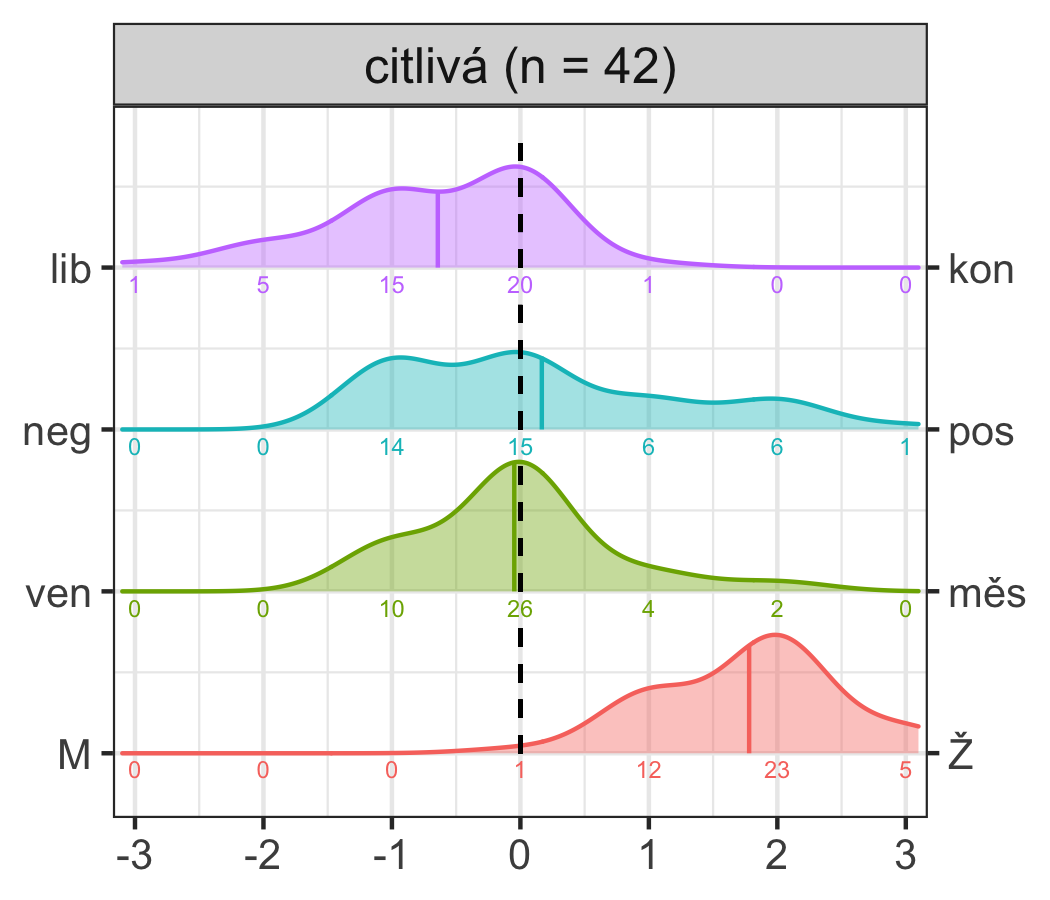 citlivá (n = 42)
lib kon
1 5 15 20 1 0 0
neg pos
0 0 14 15 6 6 1
ven měs
0 0 10 26 4 2 0
M Ž
0 0 0 1 12 23 5
-3 -2 -1 0 1 2 3